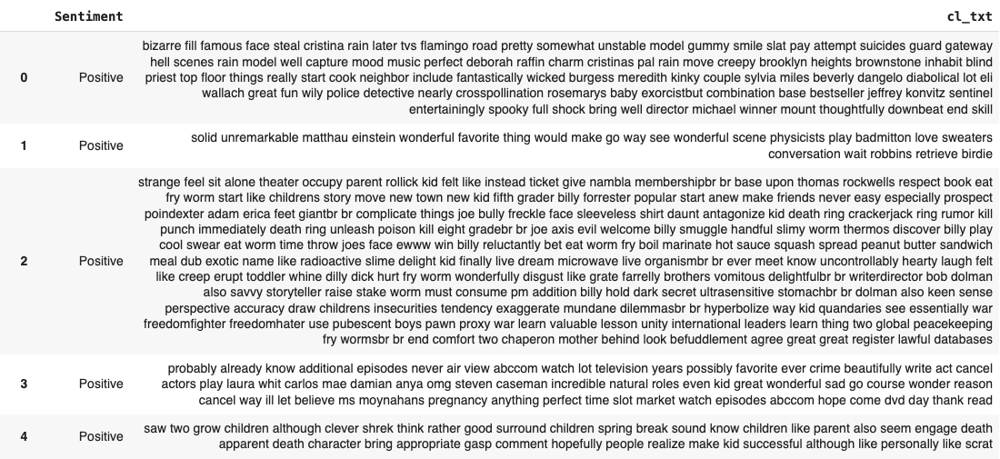 Sentiment cl_txt
bizarre fill famous face steal cristina rain later tvs flamingo road pretty somewhat unstable model gummy smile slat pay attempt suicides guard gateway
hell scenes rain model well capture mood music perfect deborah raffin charm cristinas pal rain move creepy brooklyn heights brownstone inhabit blind
0 Positive priest top floor things really start cook neighbor include fantastically wicked burgess meredith kinky couple sylvia miles beverly dangelo diabolical lot eli
wallach great fun wily police detective nearly crosspollination rosemarys baby exorcistbut combination base bestseller jeffrey konvitz sentinel
entertainingly spooky full shock bring well director michael winner mount thoughtfully downbeat end skill
1 Positive solid unremarkable matthau einstein wonderful favorite thing would make go way see wonderful scene physicists play badmitton love sweaters
conversation wait robbins retrieve birdie
strange feel sit alone theater occupy parent rollick kid felt like instead ticket give nambla membershipbr br base upon thomas rockwells respect book eat
fry worm start like childrens story move new town new kid fifth grader billy forrester popular start anew make friends never easy especially prospect
poindexter adam erica feet giantbr br complicate things joe bully freckle face sleeveless shirt daunt antagonize kid death ring crackerjack ring rumor kill
punch immediately death ring unleash poison kill eight gradebr br joe axis evil welcome billy smuggle handful slimy worm thermos discover billy play
cool swear eat worm time throw joes face ewww win billy reluctantly bet eat worm fry boil marinate hot sauce squash spread peanut butter sandwich
2 Positive meal dub exotic name like radioactive slime delight kid finally live dream microwave live organismbr br ever meet know uncontrollably hearty laugh felt
like creep erupt toddler whine dilly dick hurt fry worm wonderfully disgust like grate farrelly brothers vomitous delightfulbr br writerdirector bob dolman
also savvy storyteller raise stake worm must consume pm addition billy hold dark secret ultrasensitive stomachbr br dolman also keen sense
perspective accuracy draw childrens insecurities tendency exaggerate mundane dilemmasbr br hyperbolize way kid quandaries see essentially war
freedomfighter freedomhater use pubescent boys pawn proxy war learn valuable lesson unity international leaders learn thing two global peacekeeping
fry wormsbr br end comfort two chaperon mother behind look befuddlement agree great great register lawful databases
probably already know additional episodes never air view abccom watch lot television years possibly favorite ever crime beautifully write act cancel
3 Positive actors play laura whit carlos mae damian anya omg steven caseman incredible natural roles even kid great wonderful sad go course wonder reason
cancel way ill let believe ms moynahans pregnancy anything perfect time slot market watch episodes abccom hope come dvd day thank read
4 Positive saw two grow children although clever shrek think rather good surround children spring break sound know children like parent also seem engage death
apparent death character bring appropriate gasp comment hopefully people realize make kid successful although like personally like scrat